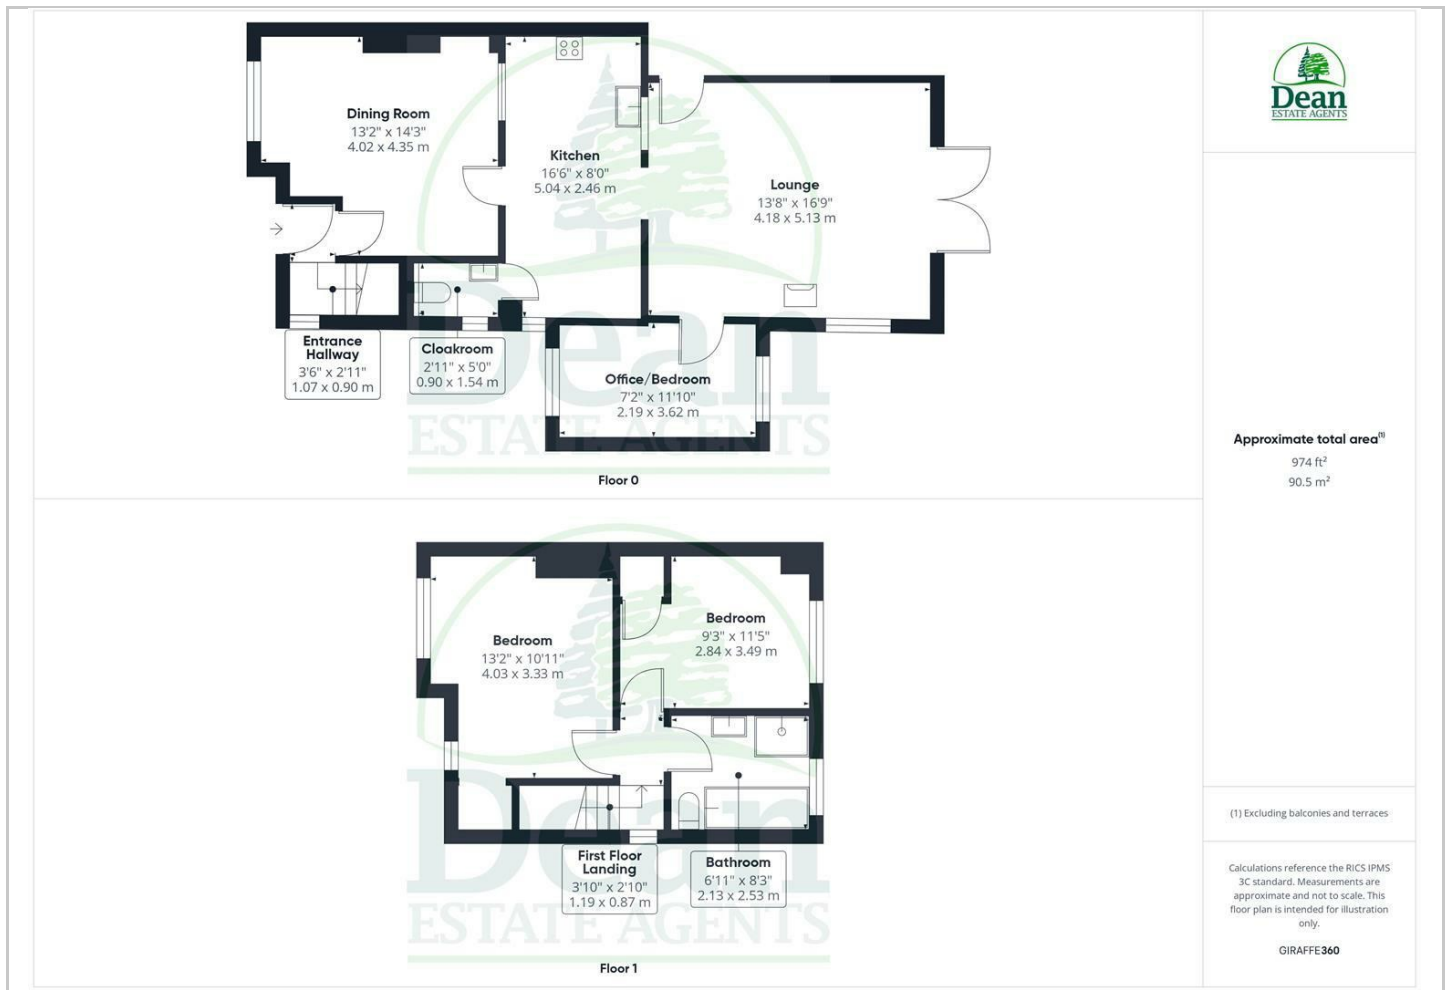 Dining Room
13'2" x 14'3"
4.02 x 4.35 m
Kitchen
16'6" x 8'0"
5.04 x 2.46 m
Lounge
13'8" x 16'9"
4.18 x 5.13 m
Entrance
Hallway
3'6" x 2'11"
1.07 x 0.90 m
Cloakroom
2'11" x 5'0"
0.90 x 1.54 m
Office/Bedroom
7'2" x 11'10"
2.19 x 3.62 m
Dean
ESTATE AGENTS
Floor 0
Bedroom
13'2" x 10'11"
4.03 x 3.33 m
Bedroom
9'3" x 11'5"
2.84 x 3.49 m
First Floor
Landing
3'10" x 2'10"
1.19 x 0.87 m
Bathroom
6'11" x 8'3"
2.13 x 2.53 m
Dean
ESTATE AGENTS
Floor 1
Dean
ESTATE AGENTS
Approximate total area(1)
974 ft²
90.5 m²
(1) Excluding balconies and terraces
Calculations reference the RICS IPMS
3C standard. Measurements are
approximate and not to scale. This
floor plan is intended for illustration
only.
GIRAFFE360